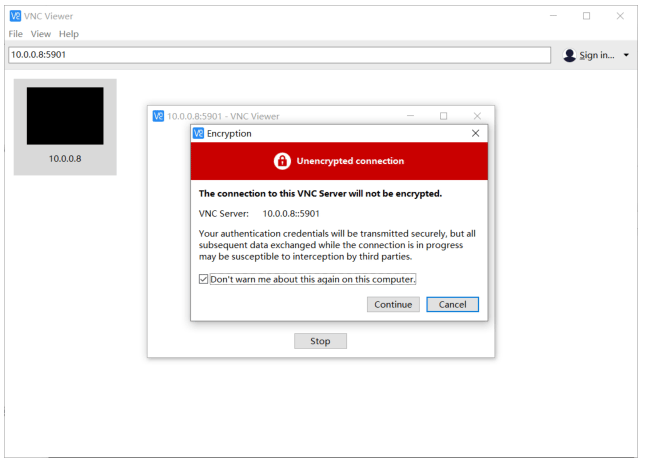 VNC Viewer
File View Help
10.0.0.8:5901
Sign in...
10.0.0.8
10.0.0.8:5901 - VNC Viewer
Encryption
Unencrypted connection
The connection to this VNC Server will not be encrypted.
VNC Server: 10.0.0.8::5901
Your authentication credentials will be transmitted securely, but all
subsequent data exchanged while the connection is in progress
may be susceptible to interception by third parties.
Don't warn me about this again on this computer.
Continue Cancel
Stop